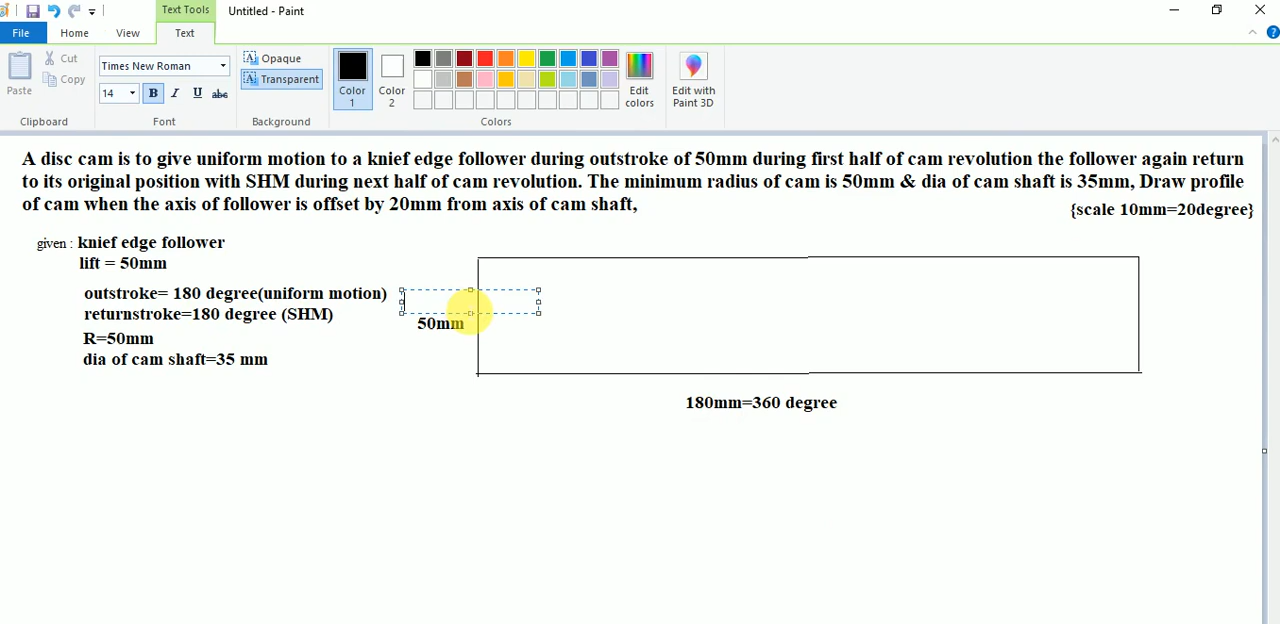 Untitled - Paint
Text Tools
File Home View Text
Paste
Cut
Copy
Clipboard
Times New Roman
14 B I U abc
Font
Opaque
Transparent
Background
Color 1
Color 2
Colors
Edit colors
Edit with Paint 3D
A disc cam is to give uniform motion to a knief edge follower during outstroke of 50mm during first half of cam revolution the follower again return
to its original position with SHM during next half of cam revolution. The minimum radius of cam is 50mm & dia of cam shaft is 35mm, Draw profile
of cam when the axis of follower is offset by 20mm from axis of cam shaft,
{scale 10mm=20degree}
given : knief edge follower
lift = 50mm
outstroke= 180 degree(uniform motion)
returnstroke=180 degree (SHM)
R=50mm
dia of cam shaft=35 mm
50mm
180mm=360 degree